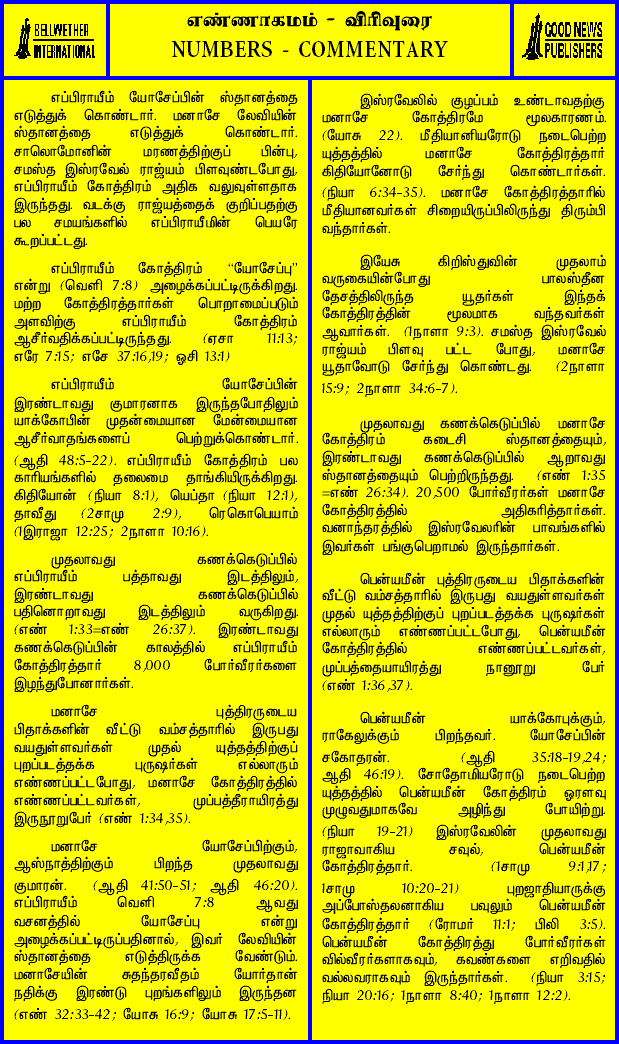 BELLWETHER
INTERNATIONAL
எண்ணாகமம் - விரிவுரை
NUMBERS - COMMENTARY
GOOD NEWS
PUBLISHERS
எப்பிராயீம் யோசேப்பின் ஸ்தானத்தை
எடுத்துக் கொண்டார். மனாசே லேவியின்
ஸ்தானத்தை எடுத்துக் கொண்டார்.
சாலொமோனின் மரணத்திற்குப் பின்பு,
சமஸ்த இஸ்ரவேல் ராஜ்யம் பிளவுண்டபோது,
எப்பிராயீம் கோத்திரம் அதிக வலுவுள்ளதாக
இருந்தது. வடக்கு ராஜ்யத்தைக் குறிப்பதற்கு
பல சமயங்களில் எப்பிராயீமின் பெயரே
கூறப்பட்டது.
எப்பிராயீம் கோத்திரம் “யோசேப்பு”
என்று (வெளி 7:8) அழைக்கப்பட்டிருக்கிறது.
மற்ற கோத்திரத்தார்கள் பொறாமைப்படும்
அளவிற்கு எப்பிராயீம் கோத்திரம்
ஆசீர்வதிக்கப்பட்டிருந்தது. (ஏசா 11:13;
எரே 7:15; எசே 37:16,19; ஓசி 13:1)
எப்பிராயீம் யோசேப்பின்
இரண்டாவது குமாரனாக இருந்தபோதிலும்
யாக்கோபின் முதன்மையான மேன்மையான
ஆசீர்வாதங்களைப் பெற்றுக்கொண்டார்.
(ஆதி 48:5-22). எப்பிராயீம் கோத்திரம் பல
காரியங்களில் தலைமை தாங்கியிருக்கிறது.
கிதியோன் (நியா 8:1), யெப்தா (நியா 12:1),
தாவீது (2சாமு 2:9), ரெகொபெயாம்
(1இராஜா 12:25; 2நாளா 10:16).
முதலாவது கணக்கெடுப்பில்
எப்பிராயீம் பத்தாவது இடத்திலும்,
இரண்டாவது கணக்கெடுப்பில்
பதினொறாவது இடத்திலும் வருகிறது.
(எண் 1:33=எண் 26:37). இரண்டாவது
கணக்கெடுப்பின் காலத்தில் எப்பிராயீம்
கோத்திரத்தார் 8,000 போர்வீரர்களை
இழந்துபோனார்கள்.
மனாசே புத்திரருடைய
பிதாக்களின் வீட்டு வம்சத்தாரில் இருபது
வயதுள்ளவர்கள் முதல் யுத்தத்திற்குப்
புறப்படத்தக்க புருஷர்கள் எல்லாரும்
எண்ணப்பட்டபோது, மனாசே கோத்திரத்தில்
எண்ணப்பட்டவர்கள், முப்பத்தீராயிரத்து
இருநூறுபேர் (எண் 1:34,35).
மனாசே யோசேப்பிற்கும்,
ஆஸ்நாத்திற்கும் பிறந்த முதலாவது
குமாரன். (ஆதி 41:50-51; ஆதி 46:20).
எப்பிராயீம் வெளி 7:8 ஆவது
வசனத்தில் யோசேப்பு என்று
அழைக்கப்பட்டிருப்பதினால், இவர் லேவியின்
ஸ்தானத்தை எடுத்திருக்க வேண்டும்.
மனாசேயின் சுதந்தரவீதம் யோர்தான்
நதிக்கு இரண்டு புறங்களிலும் இருந்தன
(எண் 32:33-42; யோசு 16:9; யோசு 17:5-11).
இஸ்ரவேலில் குழப்பம் உண்டாவதற்கு
மனாசே கோத்திரமே மூலகாரணம்.
(யோசு 22). மீதியானியரோடு நடைபெற்ற
யுத்தத்தில் மனாசே கோத்திரத்தார்
கிதியோனோடு சேர்ந்து கொண்டார்கள்.
(நியா 6:34-35). மனாசே கோத்திரத்தாரில்
மீதியானவர்கள் சிறையிருப்பிலிருந்து திரும்பி
வந்தார்கள்.
இயேசு கிறிஸ்துவின் முதலாம்
வருகையின்போது பாலஸ்தீன
தேசத்திலிருந்த யூதர்கள் இந்தக்
கோத்திரத்தின் மூலமாக வந்தவர்கள்
ஆவார்கள். (1நாளா 9:3). சமஸ்த இஸ்ரவேல்
ராஜ்யம் பிளவு பட்ட போது, மனாசே
யூதாவோடு சேர்ந்து கொண்டது. (2நாளா
15:9; 2நாளா 34:6-7).
முதலாவது கணக்கெடுப்பில் மனாசே
கோத்திரம் கடைசி ஸ்தானத்தையும்,
இரண்டாவது கணக்கெடுப்பில் ஆறாவது
ஸ்தானத்தையும் பெற்றிருந்தது. (எண் 1:35
=எண் 26:34). 20,500 போர்வீரர்கள் மனாசே
கோத்திரத்தில் அதிகரித்தார்கள்.
வனாந்தரத்தில் இஸ்ரவேலரின் பாவங்களில்
இவர்கள் பங்குபெறாமல் இருந்தார்கள்.
பென்யமீன் புத்திரருடைய பிதாக்களின்
வீட்டு வம்சத்தாரில் இருபது வயதுள்ளவர்கள்
முதல் யுத்தத்திற்குப் புறப்படத்தக்க புருஷர்கள்
எல்லாரும் எண்ணப்பட்டபோது, பென்யமீன்
கோத்திரத்தில் எண்ணப்பட்டவர்கள்,
முப்பத்தையாயிரத்து நானூறு பேர்
(எண் 1:36,37).
பென்யமீன் யாக்கோபுக்கும்,
ராகேலுக்கும் பிறந்தவர். யோசேப்பின்
சகோதரன். (ஆதி 35:18-19,24;
ஆதி 46:19). சோதோமியரோடு நடைபெற்ற
யுத்தத்தில் பென்யமீன் கோத்திரம் ஓரளவு
முழுவதுமாகவே அழிந்து போயிற்று.
(நியா 19-21) இஸ்ரவேலின் முதலாவது
ராஜாவாகிய சவுல், பென்யமீன்
கோத்திரத்தார். (1சாமு 9:1,17;
1சாமு 10:20-21) புறஜாதியாருக்கு
அப்போஸ்தலனாகிய பவுலும் பென்யமீன்
கோத்திரத்தார் (ரோமர் 11:1; பிலி 3:5).
பென்யமீன் கோத்திரத்து போர்வீரர்கள்
வில்வீரர்களாகவும், கவண்களை எறிவதில்
வல்லவராகவும் இருந்தார்கள். (நியா 3:15;
நியா 20:16; 1நாளா 8:40; 1நாளா 12:2).